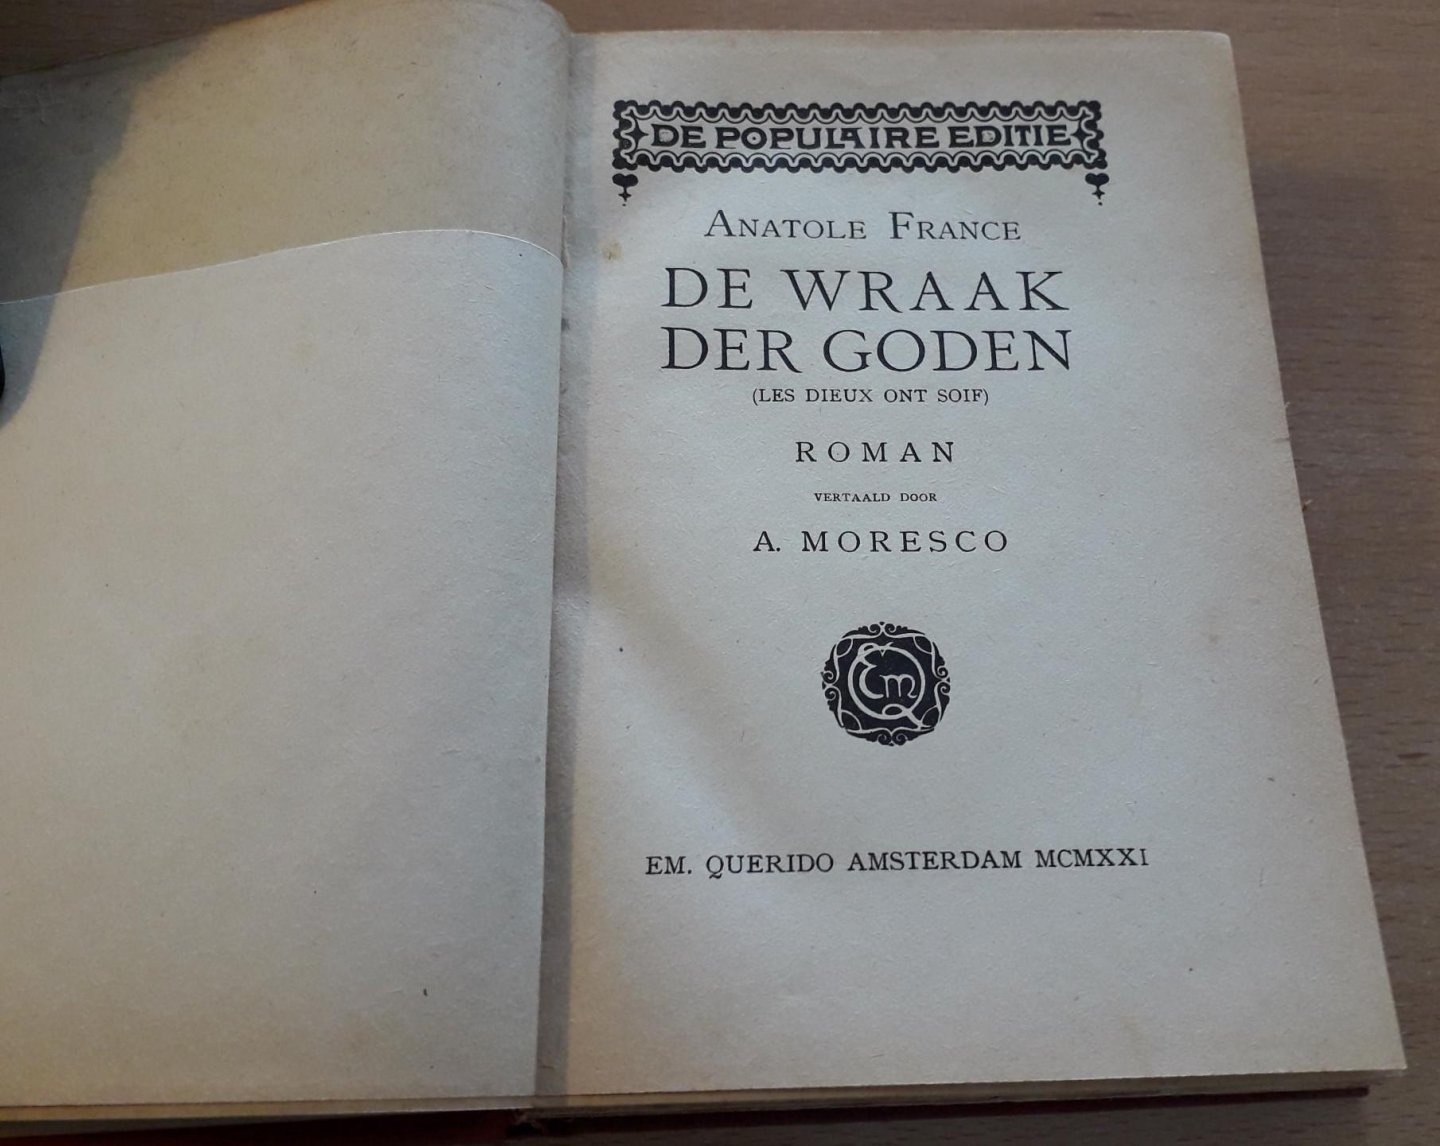 DE POPULAIRE EDITIE
ANATOLE FRANCE
DE WRAAK
DER GODEN
(LES DIEUX ONT SOIF)
ROMAN
VERTAALD DOOR
A. MORESCO
EmQ
EM. QUERIDO AMSTERDAM MCMXXI